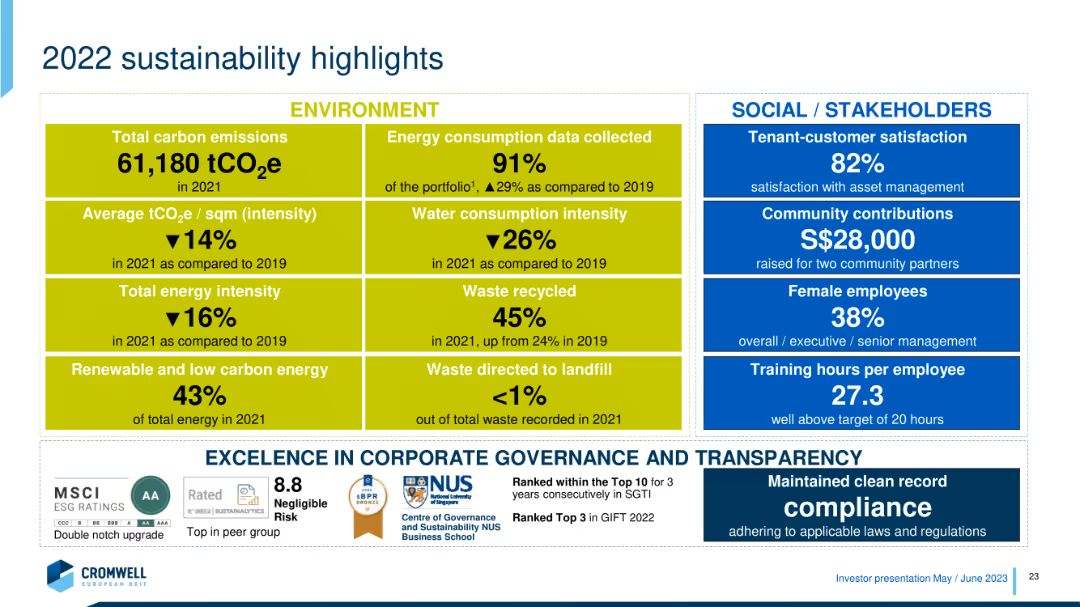 2022 sustainability highlights
ENVIRONMENT
Total carbon emissions
61,180 tCO2e
in 2021
Energy consumption data collected
91%
of the portfolio¹, ▲29% as compared to 2019
Average tCO2e / sqm (intensity)
▼14%
in 2021 as compared to 2019
Water consumption intensity
▼26%
in 2021 as compared to 2019
Total energy intensity
▼16%
in 2021 as compared to 2019
Waste recycled
45%
in 2021, up from 24% in 2019
Renewable and low carbon energy
43%
of total energy in 2021
Waste directed to landfill
<1%
out of total waste recorded in 2021
SOCIAL / STAKEHOLDERS
Tenant-customer satisfaction
82%
satisfaction with asset management
Community contributions
S$28,000
raised for two community partners
Female employees
38%
overall / executive / senior management
Training hours per employee
27.3
well above target of 20 hours
EXCELENCE IN CORPORATE GOVERNANCE AND TRANSPARENCY
MSCI
ESG RATINGS
AA
CCC B BB BBB A AA AAA
Double notch upgrade
Rated
SUSTAINALYTICS
8.8
Negligible
Risk
Top in peer group
sBPR
BRONZE
NUS
National University
of Singapore
Centre of Governance
and Sustainability NUS
Business School
Ranked within the Top 10 for 3
years consecutively in SGTI
Ranked Top 3 in GIFT 2022
Maintained clean record
compliance
adhering to applicable laws and regulations
CROMWELL
EUROPEAN REIT
Investor presentation May / June 2023
23